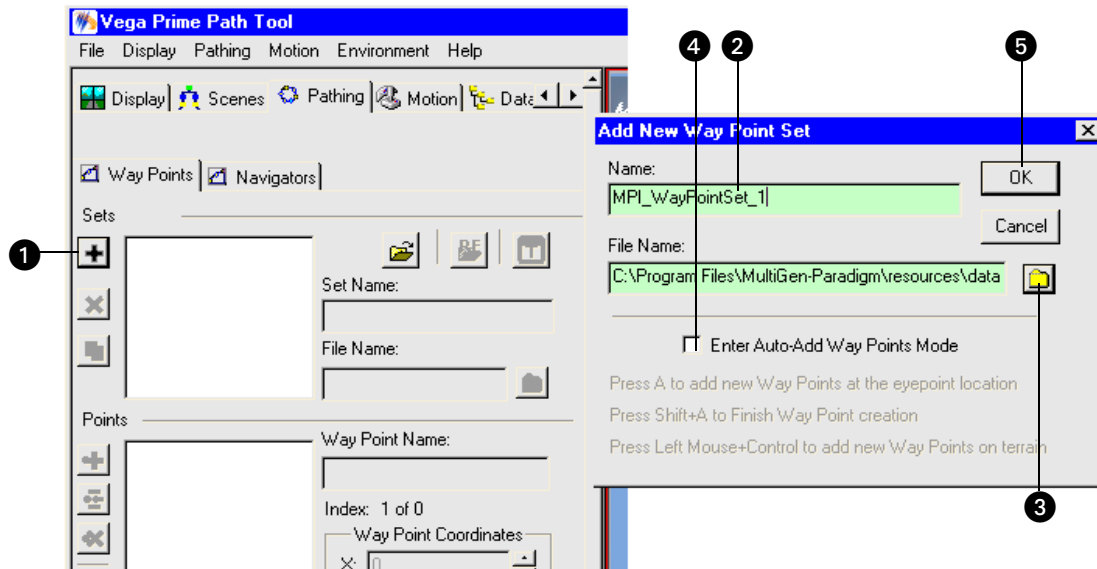 Vega Prime Path Tool
File Display Pathing Motion Environment Help
Display Scenes Pathing Motion Data
Way Points Navigators
Sets
Set Name:
File Name:
Points
Way Point Name:
Index: 1 of 0
Way Point Coordinates
X: 0
1
4
2
5
Add New Way Point Set
Name:
MPI_WayPointSet_1
OK
Cancel
File Name:
C:\Program Files\MultiGen-Paradigm\resources\data
Enter Auto-Add Way Points Mode
Press A to add new Way Points at the eyepoint location
Press Shift+A to Finish Way Point creation
Press Left Mouse+Control to add new Way Points on terrain
3